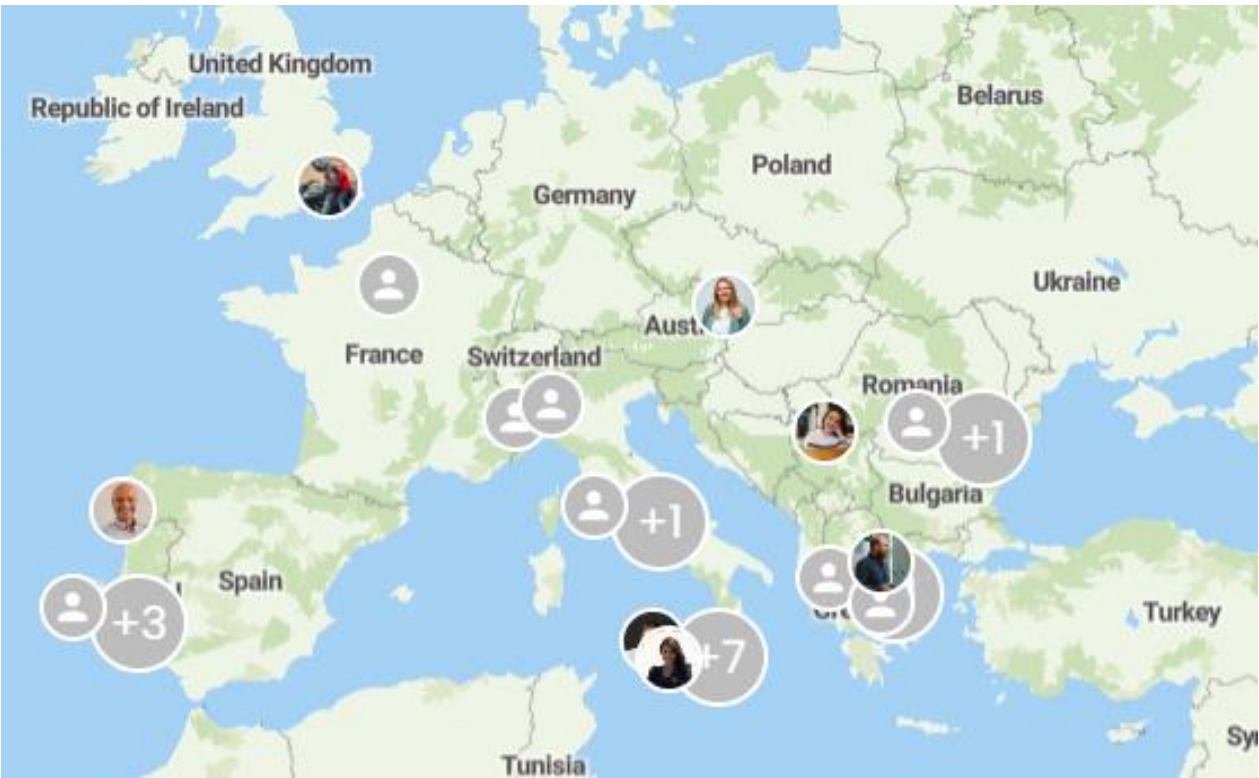 United Kingdom
Republic of Ireland
Belarus
Poland
Germany
Ukraine
France
Switzerland
Romania
+1
Bulgaria
+1
Spain
+3
Turkey
+7
Tunisia